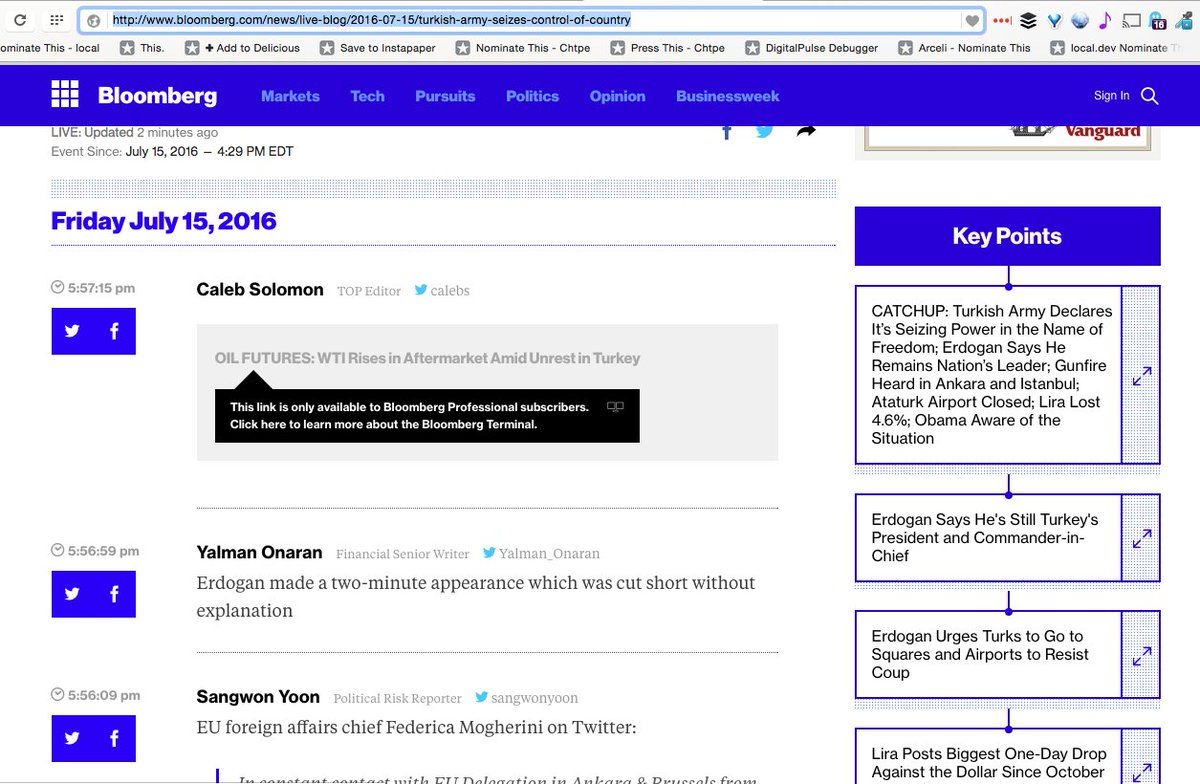 http://www.bloomberg.com/news/live-blog/2016-07-15/turkish-army-seizes-control-of-country
16
ominate This - local This. + Add to Delicious Save to Instapaper Nominate This - Chtpe Press This - Chtpe DigitalPulse Debugger Arceli - Nominate This local.dev Nominate T
Bloomberg Markets Tech Pursuits Politics Opinion Businessweek Sign In
LIVE: Updated 2 minutes ago
Event Since: July 15, 2016 — 4:29 PM EDT
Vanguard
Friday July 15, 2016
5:57:15 pm
Caleb Solomon TOP Editor calebs
OIL FUTURES: WTI Rises in Aftermarket Amid Unrest in Turkey
This link is only available to Bloomberg Professional subscribers.
Click here to learn more about the Bloomberg Terminal.
5:56:59 pm
Yalman Onaran Financial Senior Writer Yalman_Onaran
Erdogan made a two-minute appearance which was cut short without
explanation
5:56:09 pm
Sangwon Yoon Political Risk Reporter sangwonyoon
EU foreign affairs chief Federica Mogherini on Twitter:
In constant contact with EU Delegation in Ankara & Brussels from
Key Points
CATCHUP: Turkish Army Declares
It's Seizing Power in the Name of
Freedom; Erdogan Says He
Remains Nation's Leader; Gunfire
Heard in Ankara and Istanbul;
Ataturk Airport Closed; Lira Lost
4.6%; Obama Aware of the
Situation
Erdogan Says He's Still Turkey's
President and Commander-in-
Chief
Erdogan Urges Turks to Go to
Squares and Airports to Resist
Coup
Lira Posts Biggest One-Day Drop
Against the Dollar Since October